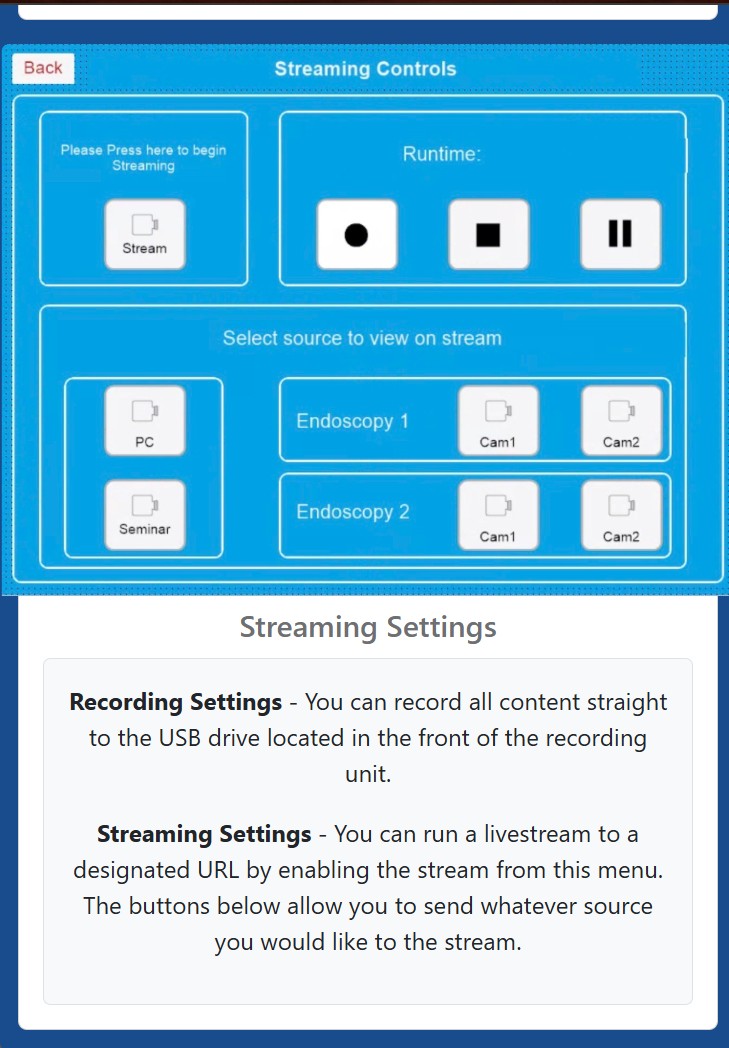 Back
Streaming Controls
Please Press here to begin
Streaming
Stream
Runtime:
Select source to view on stream
PC
Seminar
Endoscopy 1
Cam1
Cam2
Endoscopy 2
Cam1
Cam2
Streaming Settings
Recording Settings - You can record all content straight
to the USB drive located in the front of the recording
unit.
Streaming Settings - You can run a livestream to a
designated URL by enabling the stream from this menu.
The buttons below allow you to send whatever source
you would like to the stream.